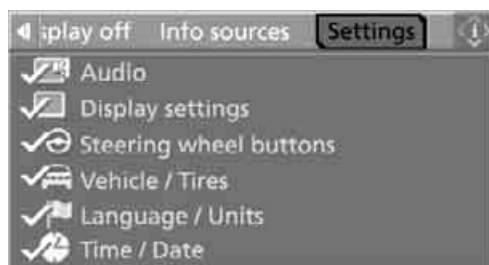 splay off Info sources Settings
Audio
Display settings
Steering wheel buttons
Vehicle / Tires
Language / Units
Time / Date